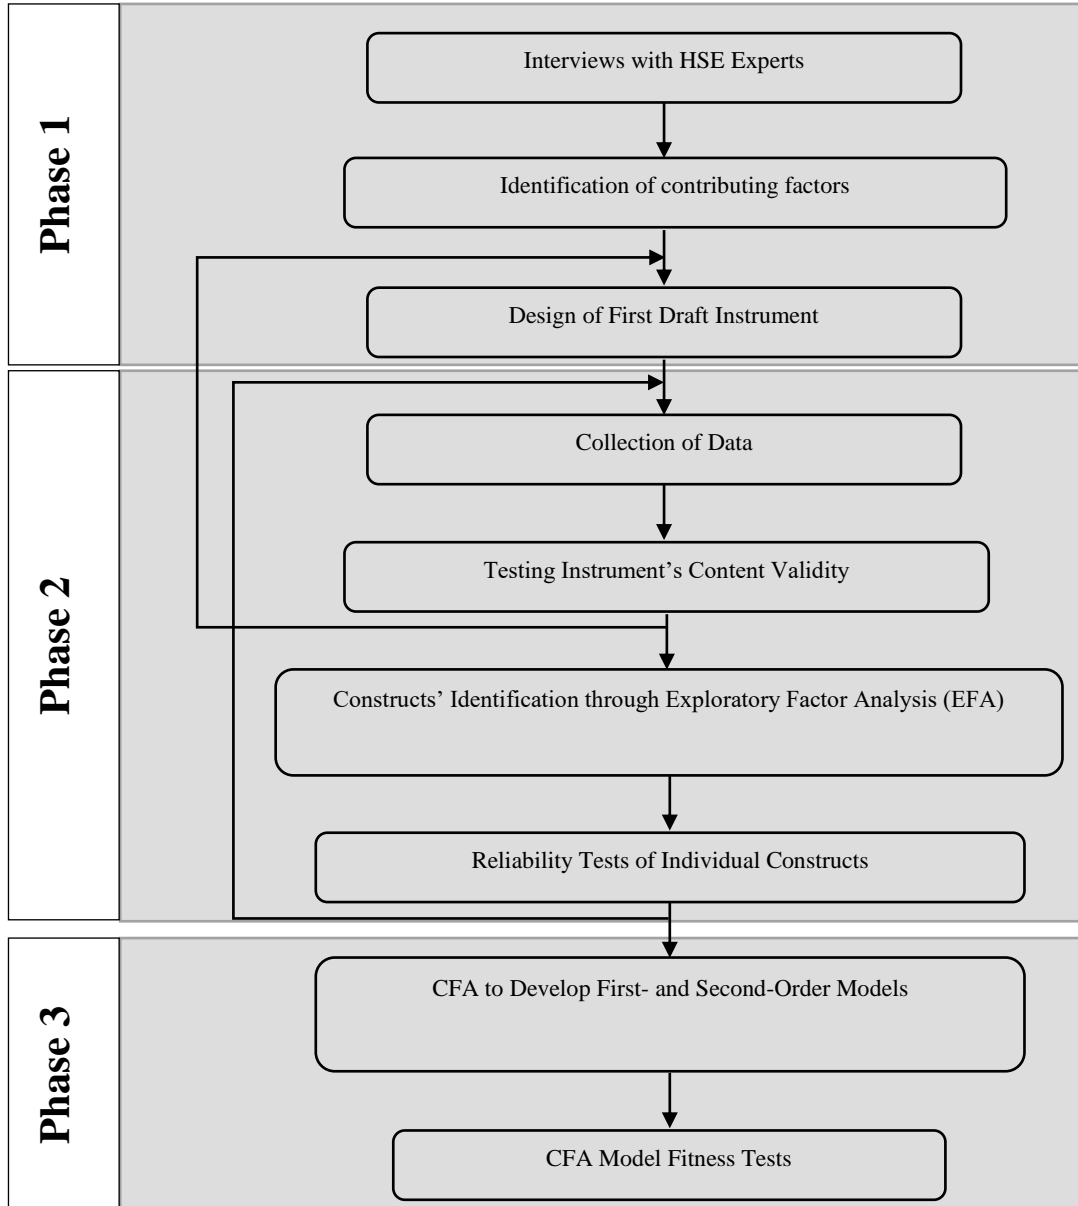 Phase 1
Interviews with HSE Experts
Identification of contributing factors
Design of First Draft Instrument
Phase 2
Collection of Data
Testing Instrument’s Content Validity
Constructs’ Identification through Exploratory Factor Analysis (EFA)
Reliability Tests of Individual Constructs
Phase 3
CFA to Develop First- and Second-Order Models
CFA Model Fitness Tests